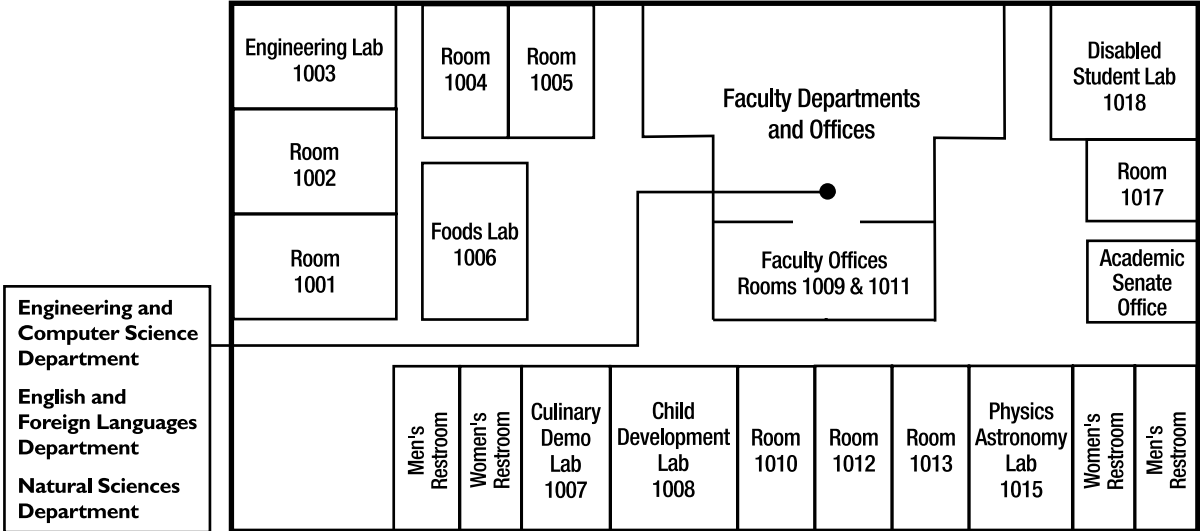 Engineering Lab
1003
Room
1004
Room
1005
Faculty Departments
and Offices
Disabled
Student Lab
1018
Room
1002
Room
1017
Foods Lab
1006
Room
1001
Faculty Offices
Rooms 1009 & 1011
Academic
Senate
Office
Engineering and
Computer Science
Department
English and
Foreign Languages
Department
Natural Sciences
Department
Men's
Restroom
Women's
Restroom
Culinary
Demo
Lab
1007
Child
Development
Lab
1008
Room
1010
Room
1012
Room
1013
Physics
Astronomy
Lab
1015
Women's
Restroom
Men's
Restroom